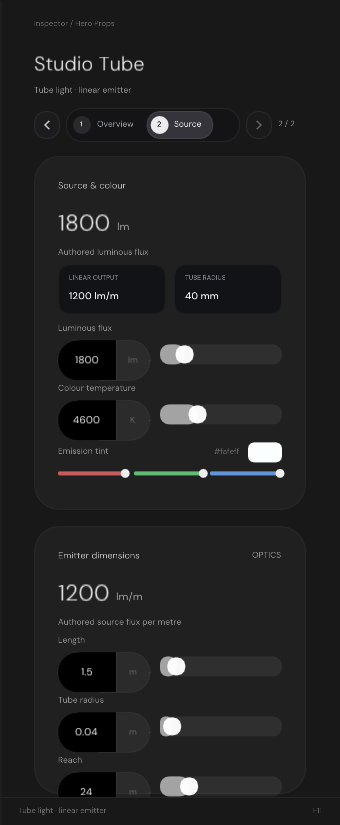 Inspector / Hero Props
Studio Tube
Tube light · linear emitter
1 Overview 2 Source 2 / 2
Source & colour
1800 lm
Authored luminous flux
LINEAR OUTPUT TUBE RADIUS
1200 lm/m 40 mm
Luminous flux
1800 lm
Colour temperature
4600 K
Emission tint #fafeff
Emitter dimensions OPTICS
1200 lm/m
Authored source flux per metre
Length
1.5 m
Tube radius
0.04 m
Reach
24 m
Tube light · linear emitter